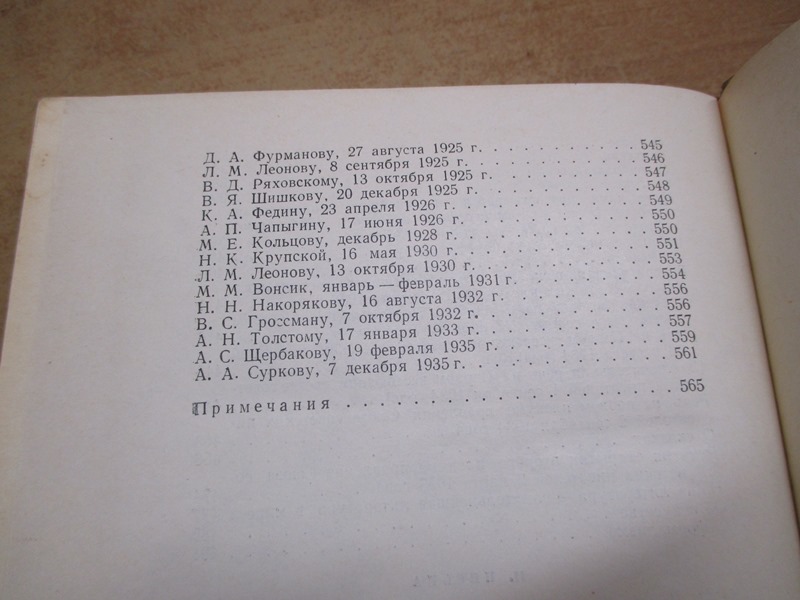 Д. А. Фурманову, 27 августа 1925 г. . . . . . . . . . . . 545
Л. М. Леонову, 8 сентября 1925 г. . . . . . . . . . . . . 546
В. Д. Ряховскому, 13 октября 1925 г. . . . . . . . . . . 547
В. Я. Шишкову, 20 декабря 1925 г. . . . . . . . . . . . 548
К. А. Федину, 23 апреля 1926 г. . . . . . . . . . . . . 549
А. П. Чапыгину, 17 июня 1926 г. . . . . . . . . . . . . 550
М. Е. Кольцову, декабрь 1928 г. . . . . . . . . . . . . 550
Н. К. Крупской, 16 мая 1930 г. . . . . . . . . . . . . 551
Л. М. Леонову, 13 октября 1930 г. . . . . . . . . . . . 553
М. М. Вонсик, январь — февраль 1931 г. . . . . . . . . . 554
Н. Н. Накорякову, 16 августа 1932 г. . . . . . . . . . . 556
В. С. Гроссману, 7 октября 1932 г. . . . . . . . . . . . 556
А. Н. Толстому, 17 января 1933 г. . . . . . . . . . . . 557
А. С. Щербакову, 19 февраля 1935 г. . . . . . . . . . . 559
А. А. Суркову, 7 декабря 1935 г. . . . . . . . . . . . . 561
Примечания . . . . . . . . . . . . . . . . . . 565